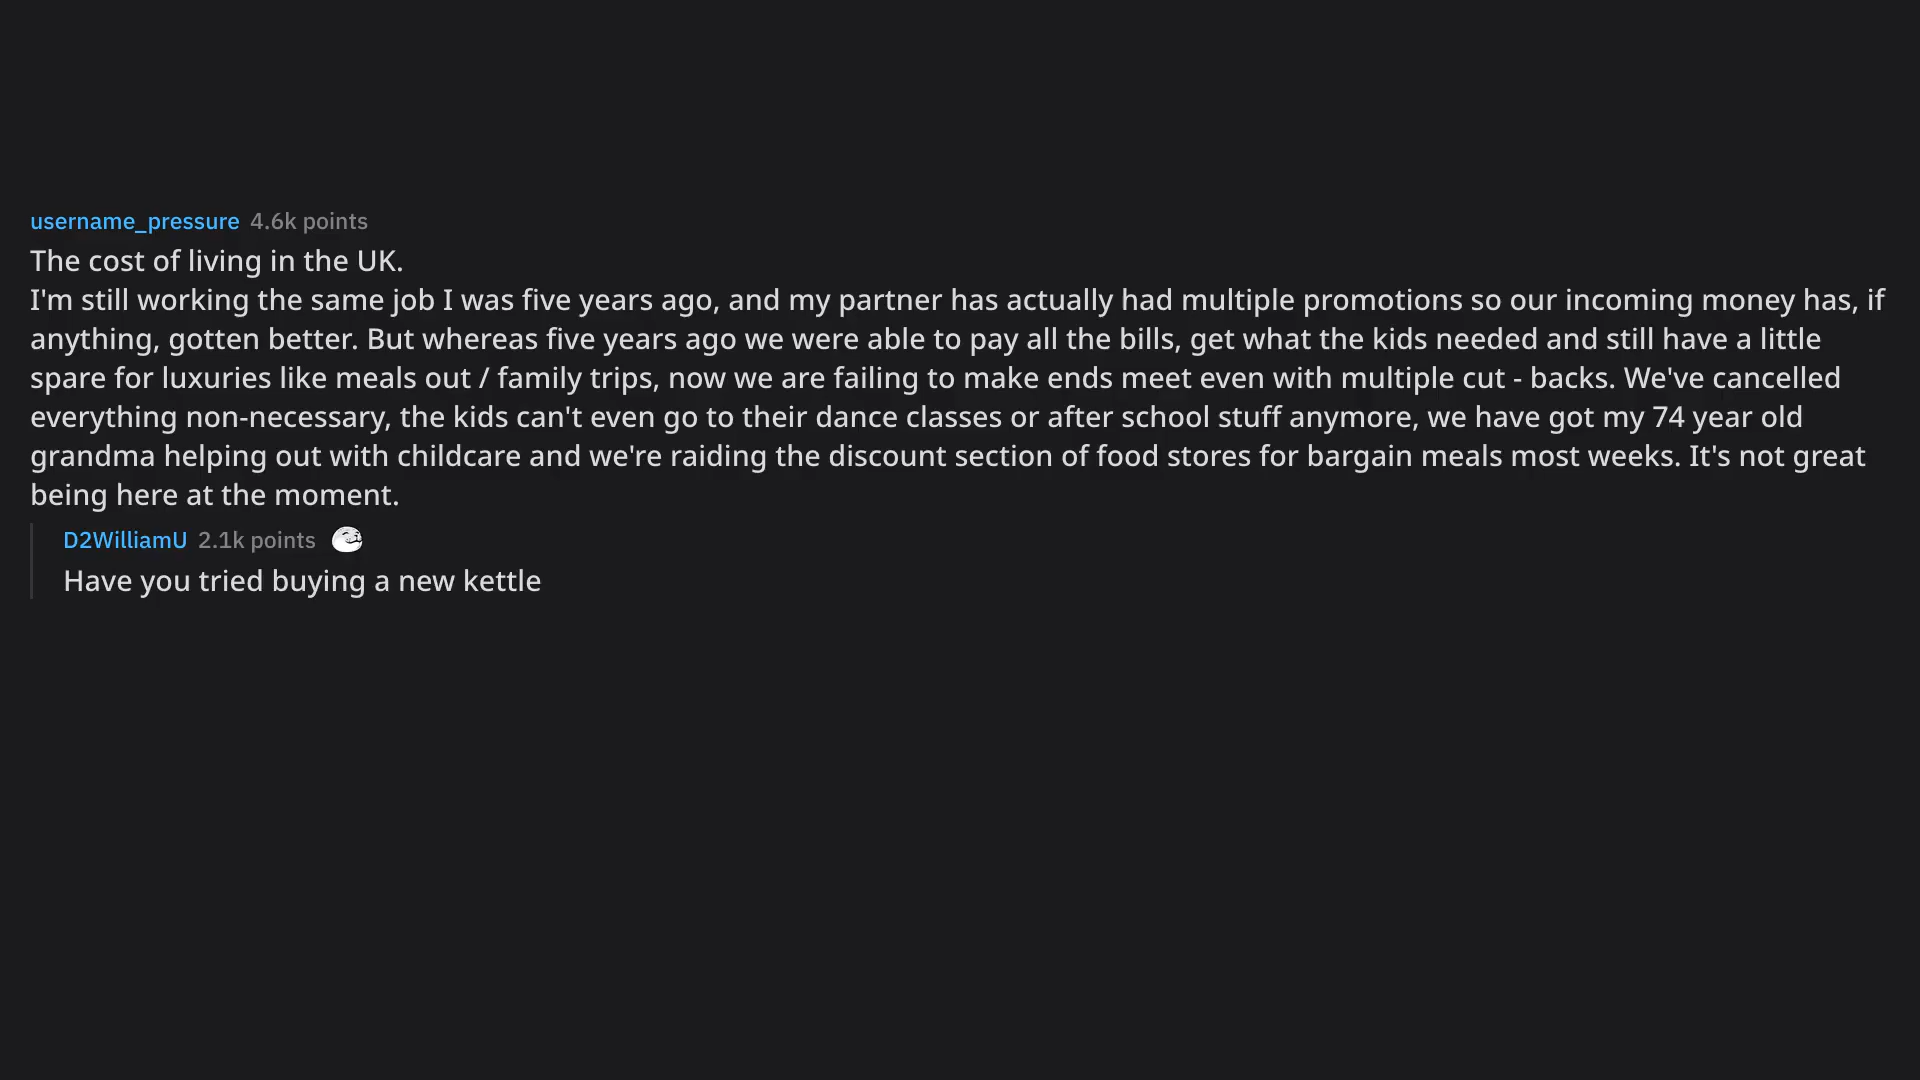 username_pressure 4.6k points
The cost of living in the UK.
I'm still working the same job I was five years ago, and my partner has actually had multiple promotions so our incoming money has, if
anything, gotten better. But whereas five years ago we were able to pay all the bills, get what the kids needed and still have a little
spare for luxuries like meals out / family trips, now we are failing to make ends meet even with multiple cut - backs. We've cancelled
everything non-necessary, the kids can't even go to their dance classes or after school stuff anymore, we have got my 74 year old
grandma helping out with childcare and we're raiding the discount section of food stores for bargain meals most weeks. It's not great
being here at the moment.
D2WilliamU 2.1k points
Have you tried buying a new kettle